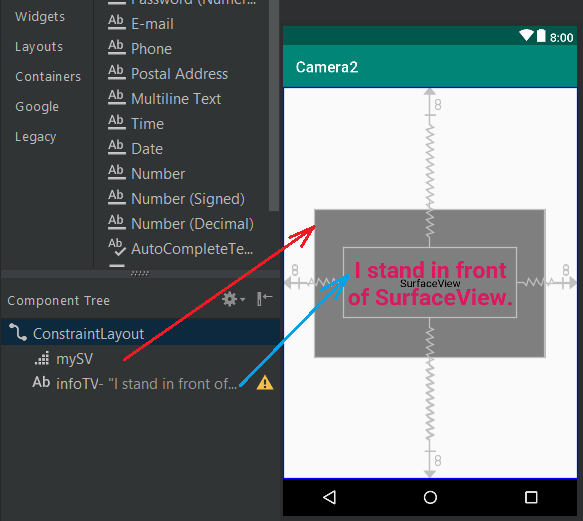 Password (Numer...
Widgets
Ab E-mail
Layouts
Ab Phone
Containers
Ab Postal Address
Google
Ab Multiline Text
Legacy
Ab Time
Ab Date
Ab Number
Ab Number (Signed)
Ab Number (Decimal)
Ab AutoCompleteTe...
Component Tree
ConstraintLayout
mySV
Ab infoTV- "I stand in front of...
8:00
Camera2
8
8
8
I stand in front
SurfaceView
of SurfaceView.
8